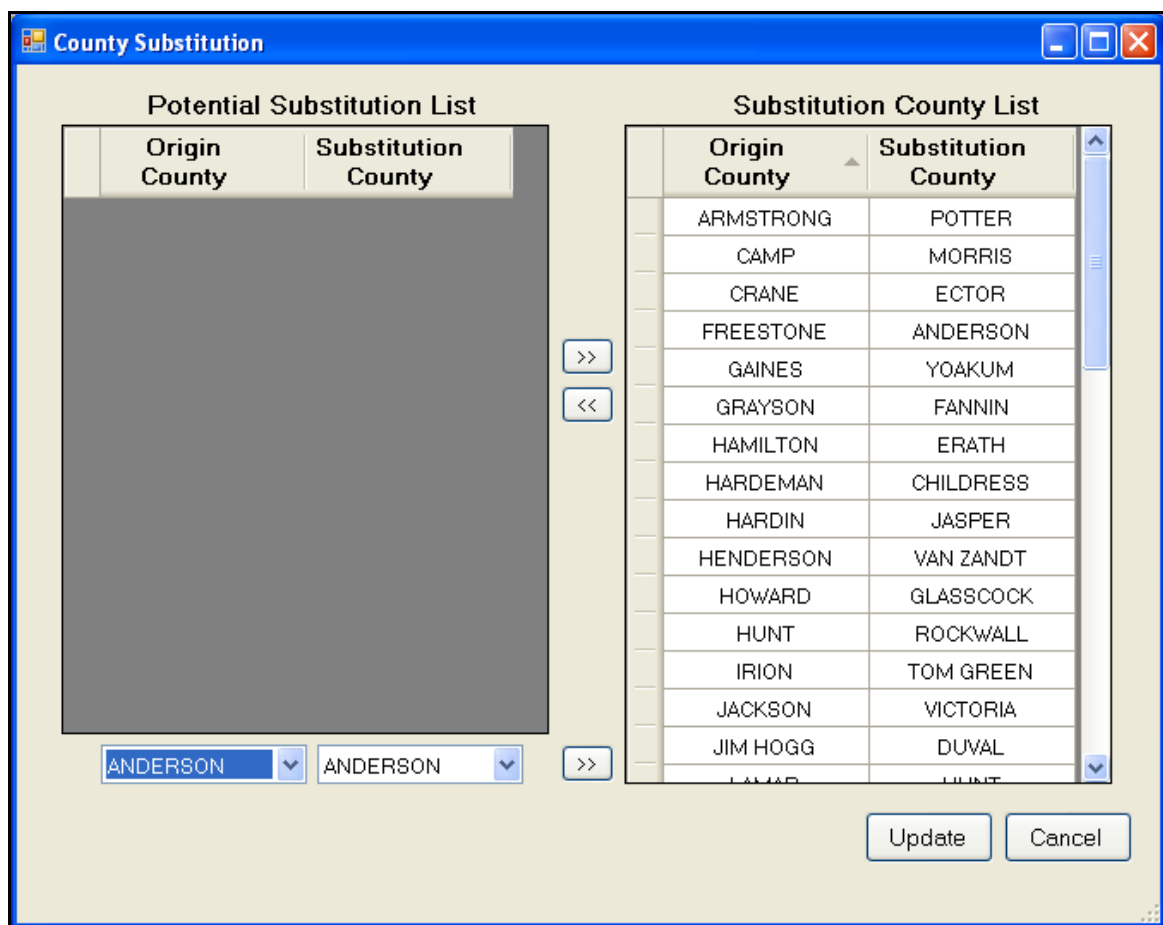 County Substitution
Potential Substitution List
Origin County Substitution County
>>
<<
ANDERSON ANDERSON
>>
Substitution County List
Origin County Substitution County
ARMSTRONG POTTER
CAMP MORRIS
CRANE ECTOR
FREESTONE ANDERSON
GAINES YOAKUM
GRAYSON FANNIN
HAMILTON ERATH
HARDEMAN CHILDRESS
HARDIN JASPER
HENDERSON VAN ZANDT
HOWARD GLASSCOCK
HUNT ROCKWALL
IRION TOM GREEN
JACKSON VICTORIA
JIM HOGG DUVAL
LAMAR HUNT
Update Cancel